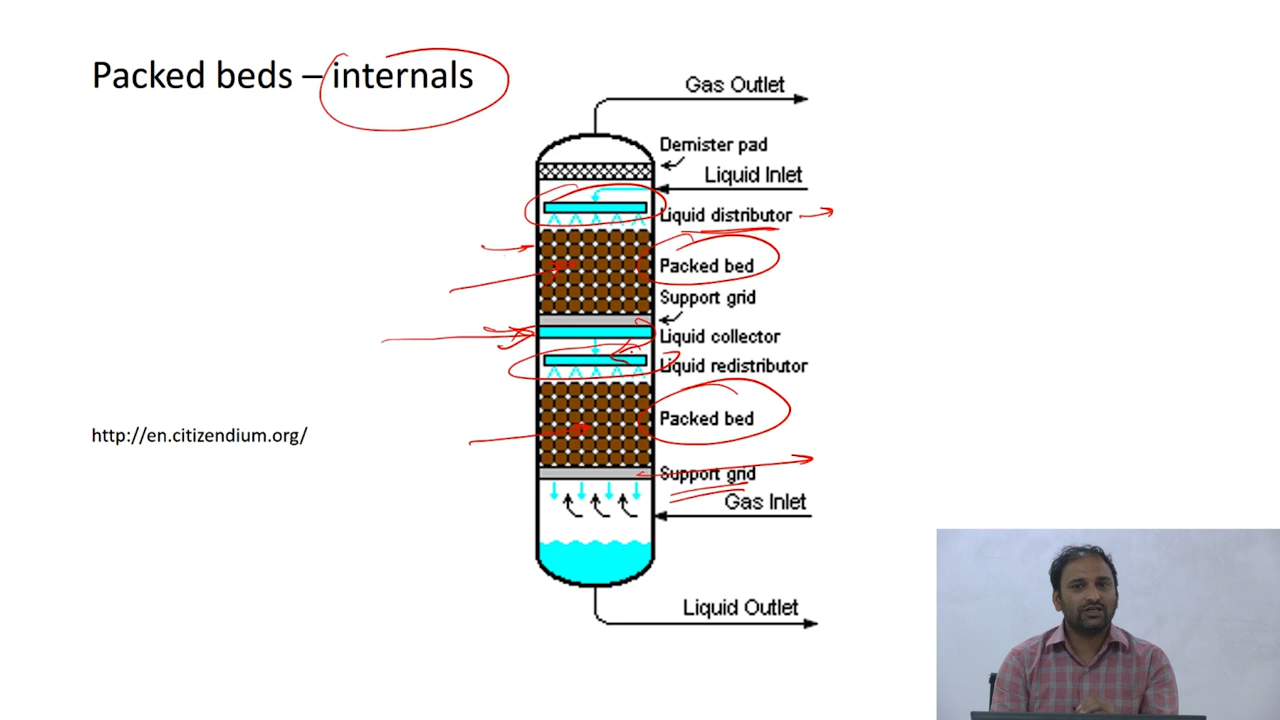 Packed beds – internals
Gas Outlet
Demister pad
Liquid Inlet
Liquid distributor
Packed bed
Support grid
Liquid collector
Liquid redistributor
Packed bed
http://en.citizendium.org/
Support grid
Gas Inlet
Liquid Outlet